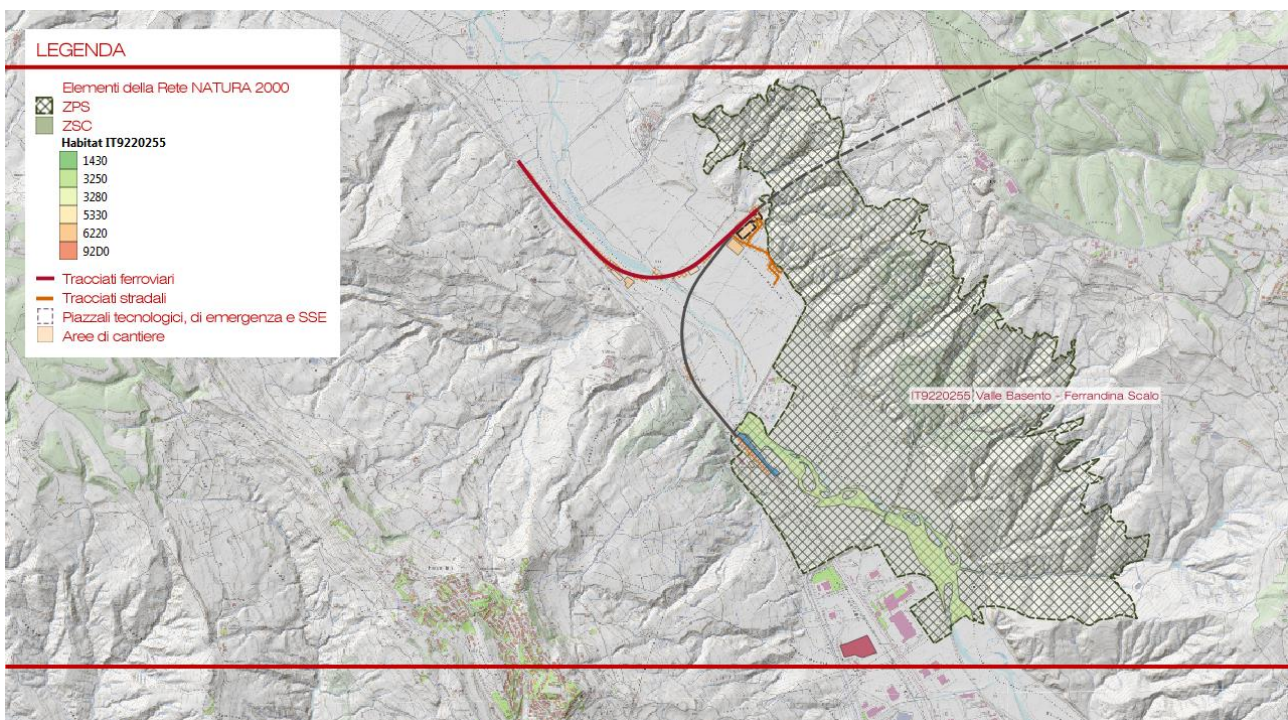 LEGENDA
Elementi della Rete NATURA 2000
ZPS
ZSC
Habitat IT9220255
1430
3250
3280
5330
6220
92D0
Tracciati ferroviari
Tracciati stradali
Piazzali tecnologici, di emergenza e SSE
Aree di cantiere
IT9220255 Valle Basento - Ferrandina Scalo